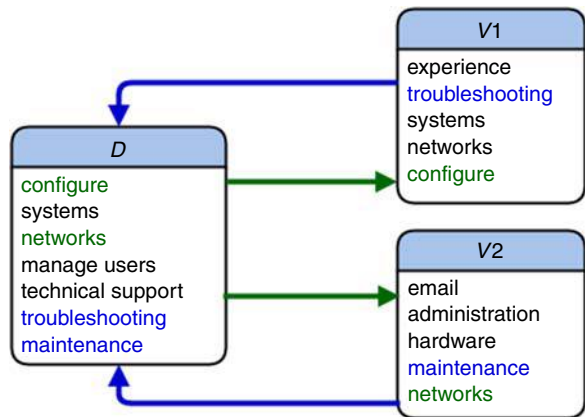 V1
experience
troubleshooting
systems
networks
configure
D
configure
systems
networks
manage users
technical support
troubleshooting
maintenance
V2
email
administration
hardware
maintenance
networks